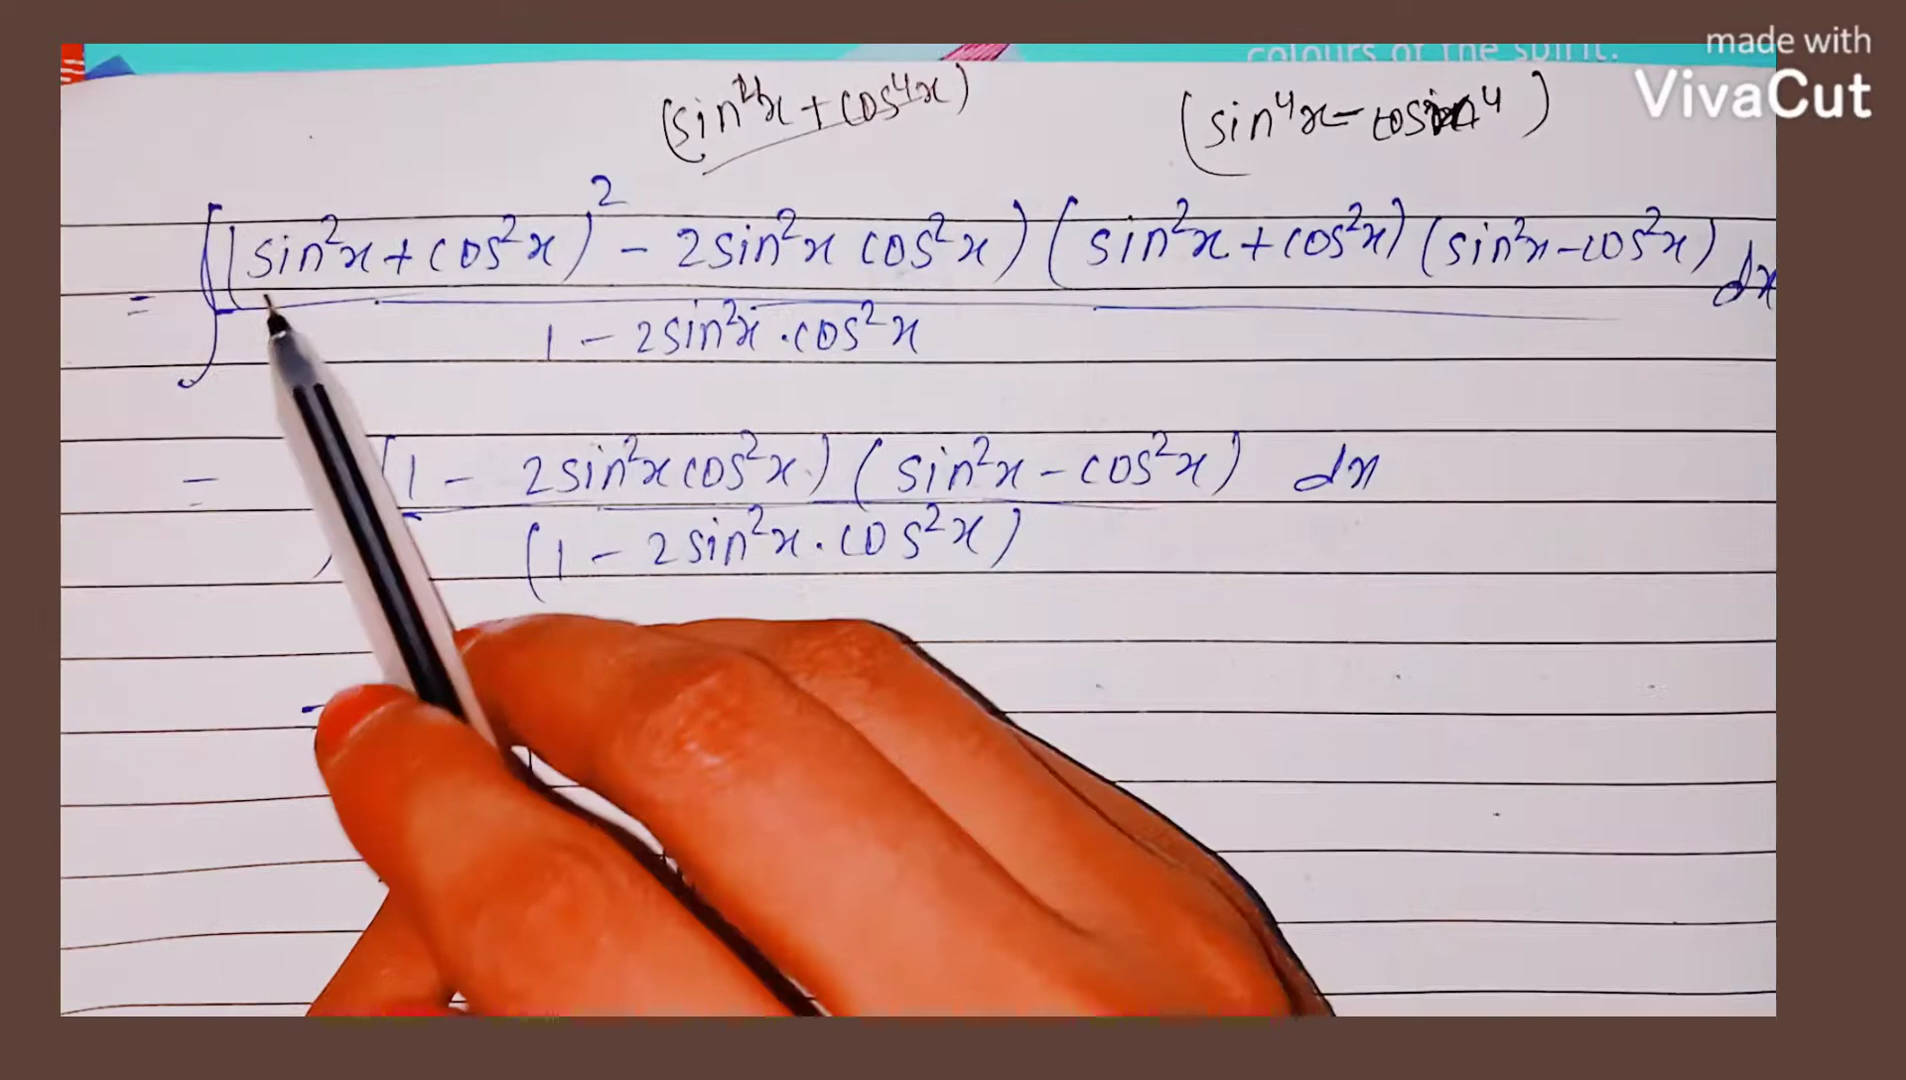 made with
VivaCut
colours of the spirit.
(sin⁴x + cos⁴x) (sin⁴x - cos⁴)
= ∫ ((sin²x + cos²x)² - 2sin²x cos²x) (sin²x + cos²x) (sin²x - cos²x) dx
1 - 2sin²x . cos²x
= ∫ (1 - 2sin²x cos²x) (sin²x - cos²x) dx
(1 - 2sin²x . cos²x)